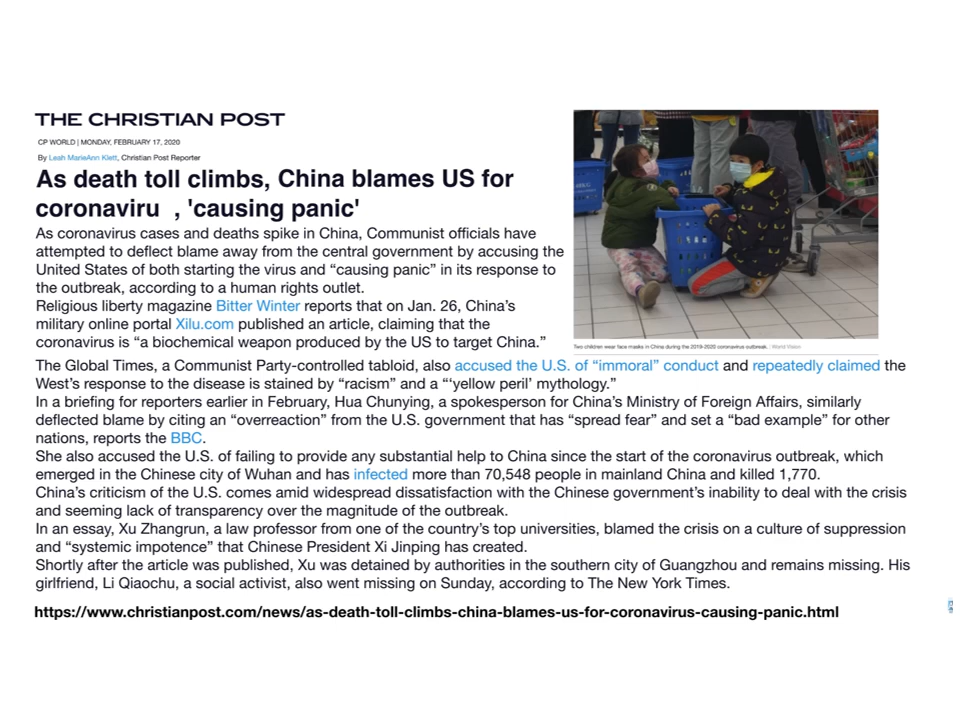 THE CHRISTIAN POST
CP WORLD | MONDAY, FEBRUARY 17, 2020
By Leah MarieAnn Klett, Christian Post Reporter
As death toll climbs, China blames US for
coronaviru , 'causing panic'
As coronavirus cases and deaths spike in China, Communist officials have
attempted to deflect blame away from the central government by accusing the
United States of both starting the virus and “causing panic” in its response to
the outbreak, according to a human rights outlet.
Religious liberty magazine Bitter Winter reports that on Jan. 26, China’s
military online portal Xilu.com published an article, claiming that the
coronavirus is “a biochemical weapon produced by the US to target China.”
Two children wear face masks in China during the 2019-2020 coronavirus outbreak. | World Vision
The Global Times, a Communist Party-controlled tabloid, also accused the U.S. of “immoral” conduct and repeatedly claimed the
West’s response to the disease is stained by “racism” and a “‘yellow peril’ mythology.”
In a briefing for reporters earlier in February, Hua Chunying, a spokesperson for China’s Ministry of Foreign Affairs, similarly
deflected blame by citing an “overreaction” from the U.S. government that has “spread fear” and set a “bad example” for other
nations, reports the BBC.
She also accused the U.S. of failing to provide any substantial help to China since the start of the coronavirus outbreak, which
emerged in the Chinese city of Wuhan and has infected more than 70,548 people in mainland China and killed 1,770.
China’s criticism of the U.S. comes amid widespread dissatisfaction with the Chinese government’s inability to deal with the crisis
and seeming lack of transparency over the magnitude of the outbreak.
In an essay, Xu Zhangrun, a law professor from one of the country’s top universities, blamed the crisis on a culture of suppression
and “systemic impotence” that Chinese President Xi Jinping has created.
Shortly after the article was published, Xu was detained by authorities in the southern city of Guangzhou and remains missing. His
girlfriend, Li Qiaochu, a social activist, also went missing on Sunday, according to The New York Times.
https://www.christianpost.com/news/as-death-toll-climbs-china-blames-us-for-coronavirus-causing-panic.html